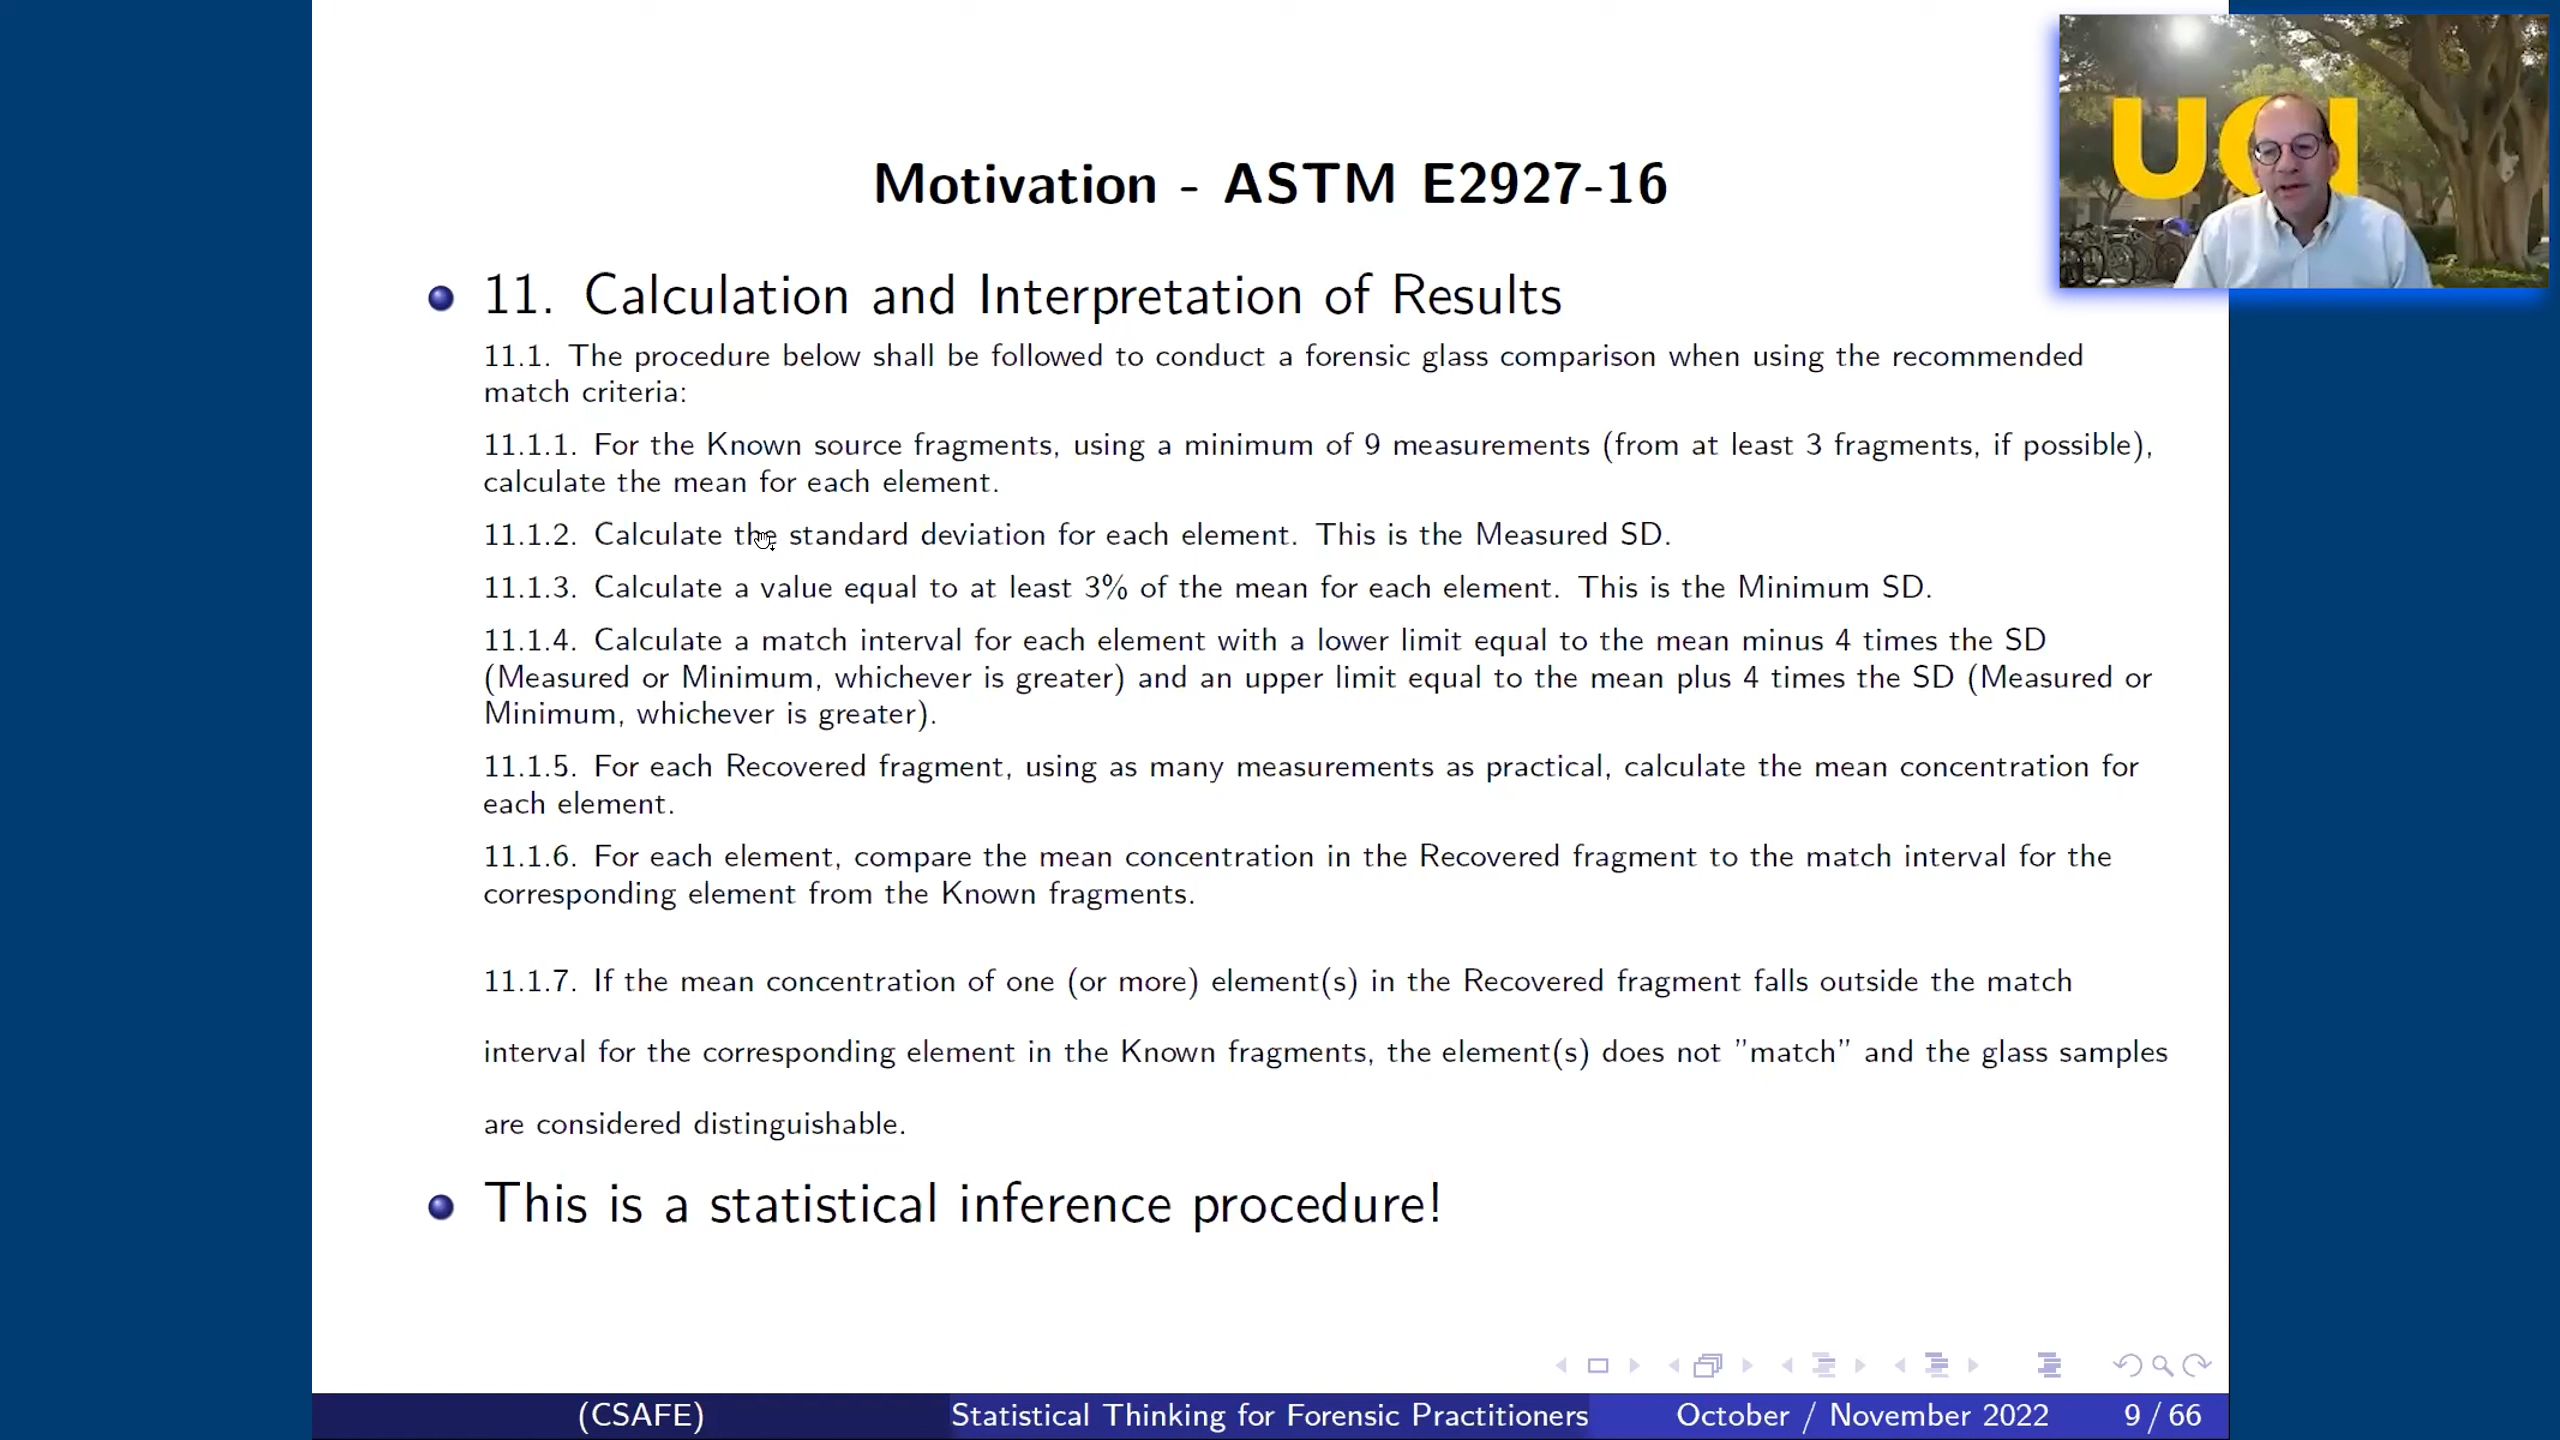 Motivation - ASTM E2927-16
11. Calculation and Interpretation of Results
11.1. The procedure below shall be followed to conduct a forensic glass comparison when using the recommended
match criteria:
11.1.1. For the Known source fragments, using a minimum of 9 measurements (from at least 3 fragments, if possible),
calculate the mean for each element.
11.1.2. Calculate the standard deviation for each element. This is the Measured SD.
11.1.3. Calculate a value equal to at least 3% of the mean for each element. This is the Minimum SD.
11.1.4. Calculate a match interval for each element with a lower limit equal to the mean minus 4 times the SD
(Measured or Minimum, whichever is greater) and an upper limit equal to the mean plus 4 times the SD (Measured or
Minimum, whichever is greater).
11.1.5. For each Recovered fragment, using as many measurements as practical, calculate the mean concentration for
each element.
11.1.6. For each element, compare the mean concentration in the Recovered fragment to the match interval for the
corresponding element from the Known fragments.
11.1.7. If the mean concentration of one (or more) element(s) in the Recovered fragment falls outside the match
interval for the corresponding element in the Known fragments, the element(s) does not "match" and the glass samples
are considered distinguishable.
This is a statistical inference procedure!
(CSAFE) Statistical Thinking for Forensic Practitioners October / November 2022 9 / 66
UCI